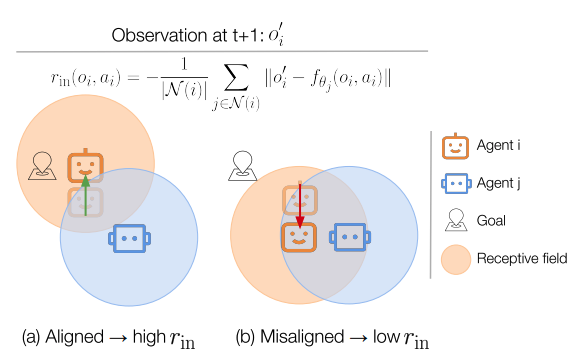 Observation at t+1: $o_i'$
$r_{\text{in}}(o_i, a_i) = -\frac{1}{|\mathcal{N}(i)|} \sum_{j \in \mathcal{N}(i)} \|o_i' - f_{\theta_j}(o_i, a_i)\|$
Agent i
Agent j
Goal
Receptive field
(a) Aligned → high $r_{\text{in}}$
(b) Misaligned → low $r_{\text{in}}$